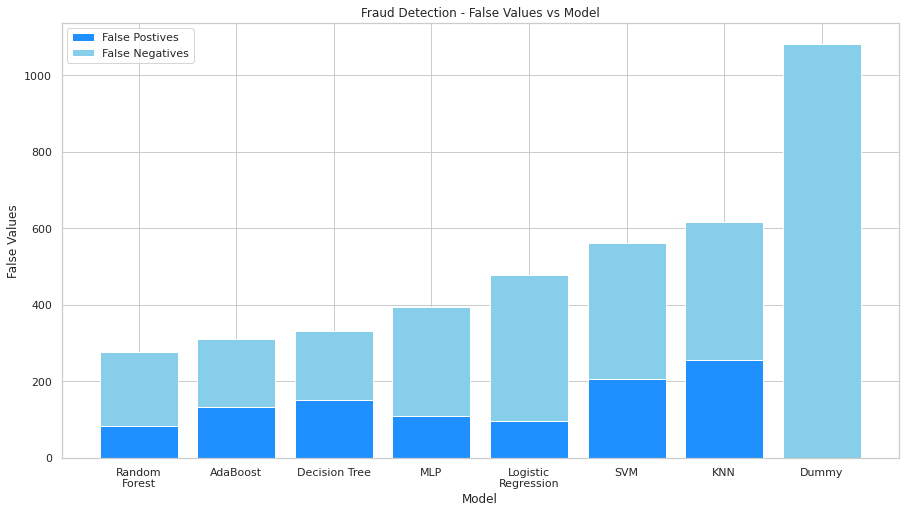 Fraud Detection - False Values vs Model
False Postives
False Negatives
1000
800
600
400
200
0
False Values
Random
Forest
AdaBoost
Decision Tree
MLP
Logistic
Regression
SVM
KNN
Dummy
Model